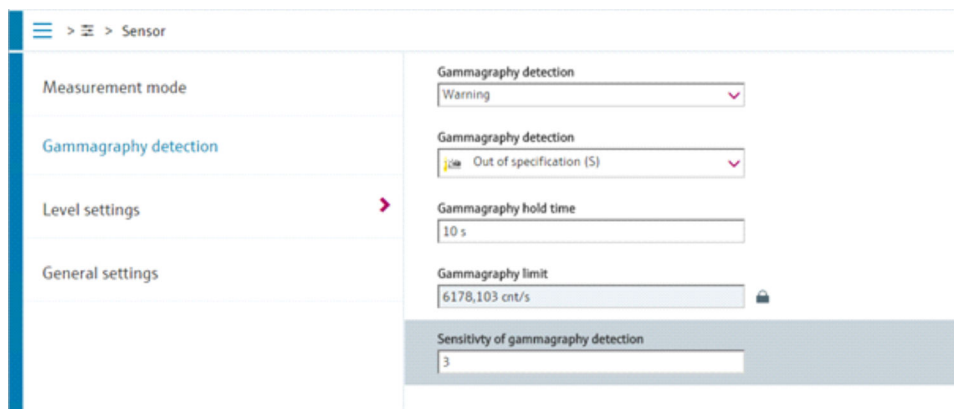 > > Sensor
Measurement mode
Gammagraphy detection
Level settings
General settings
Gammagraphy detection
Warning
Gammagraphy detection
Out of specification (S)
Gammagraphy hold time
10 s
Gammagraphy limit
6178,103 cnt/s
Sensitivty of gammagraphy detection
3